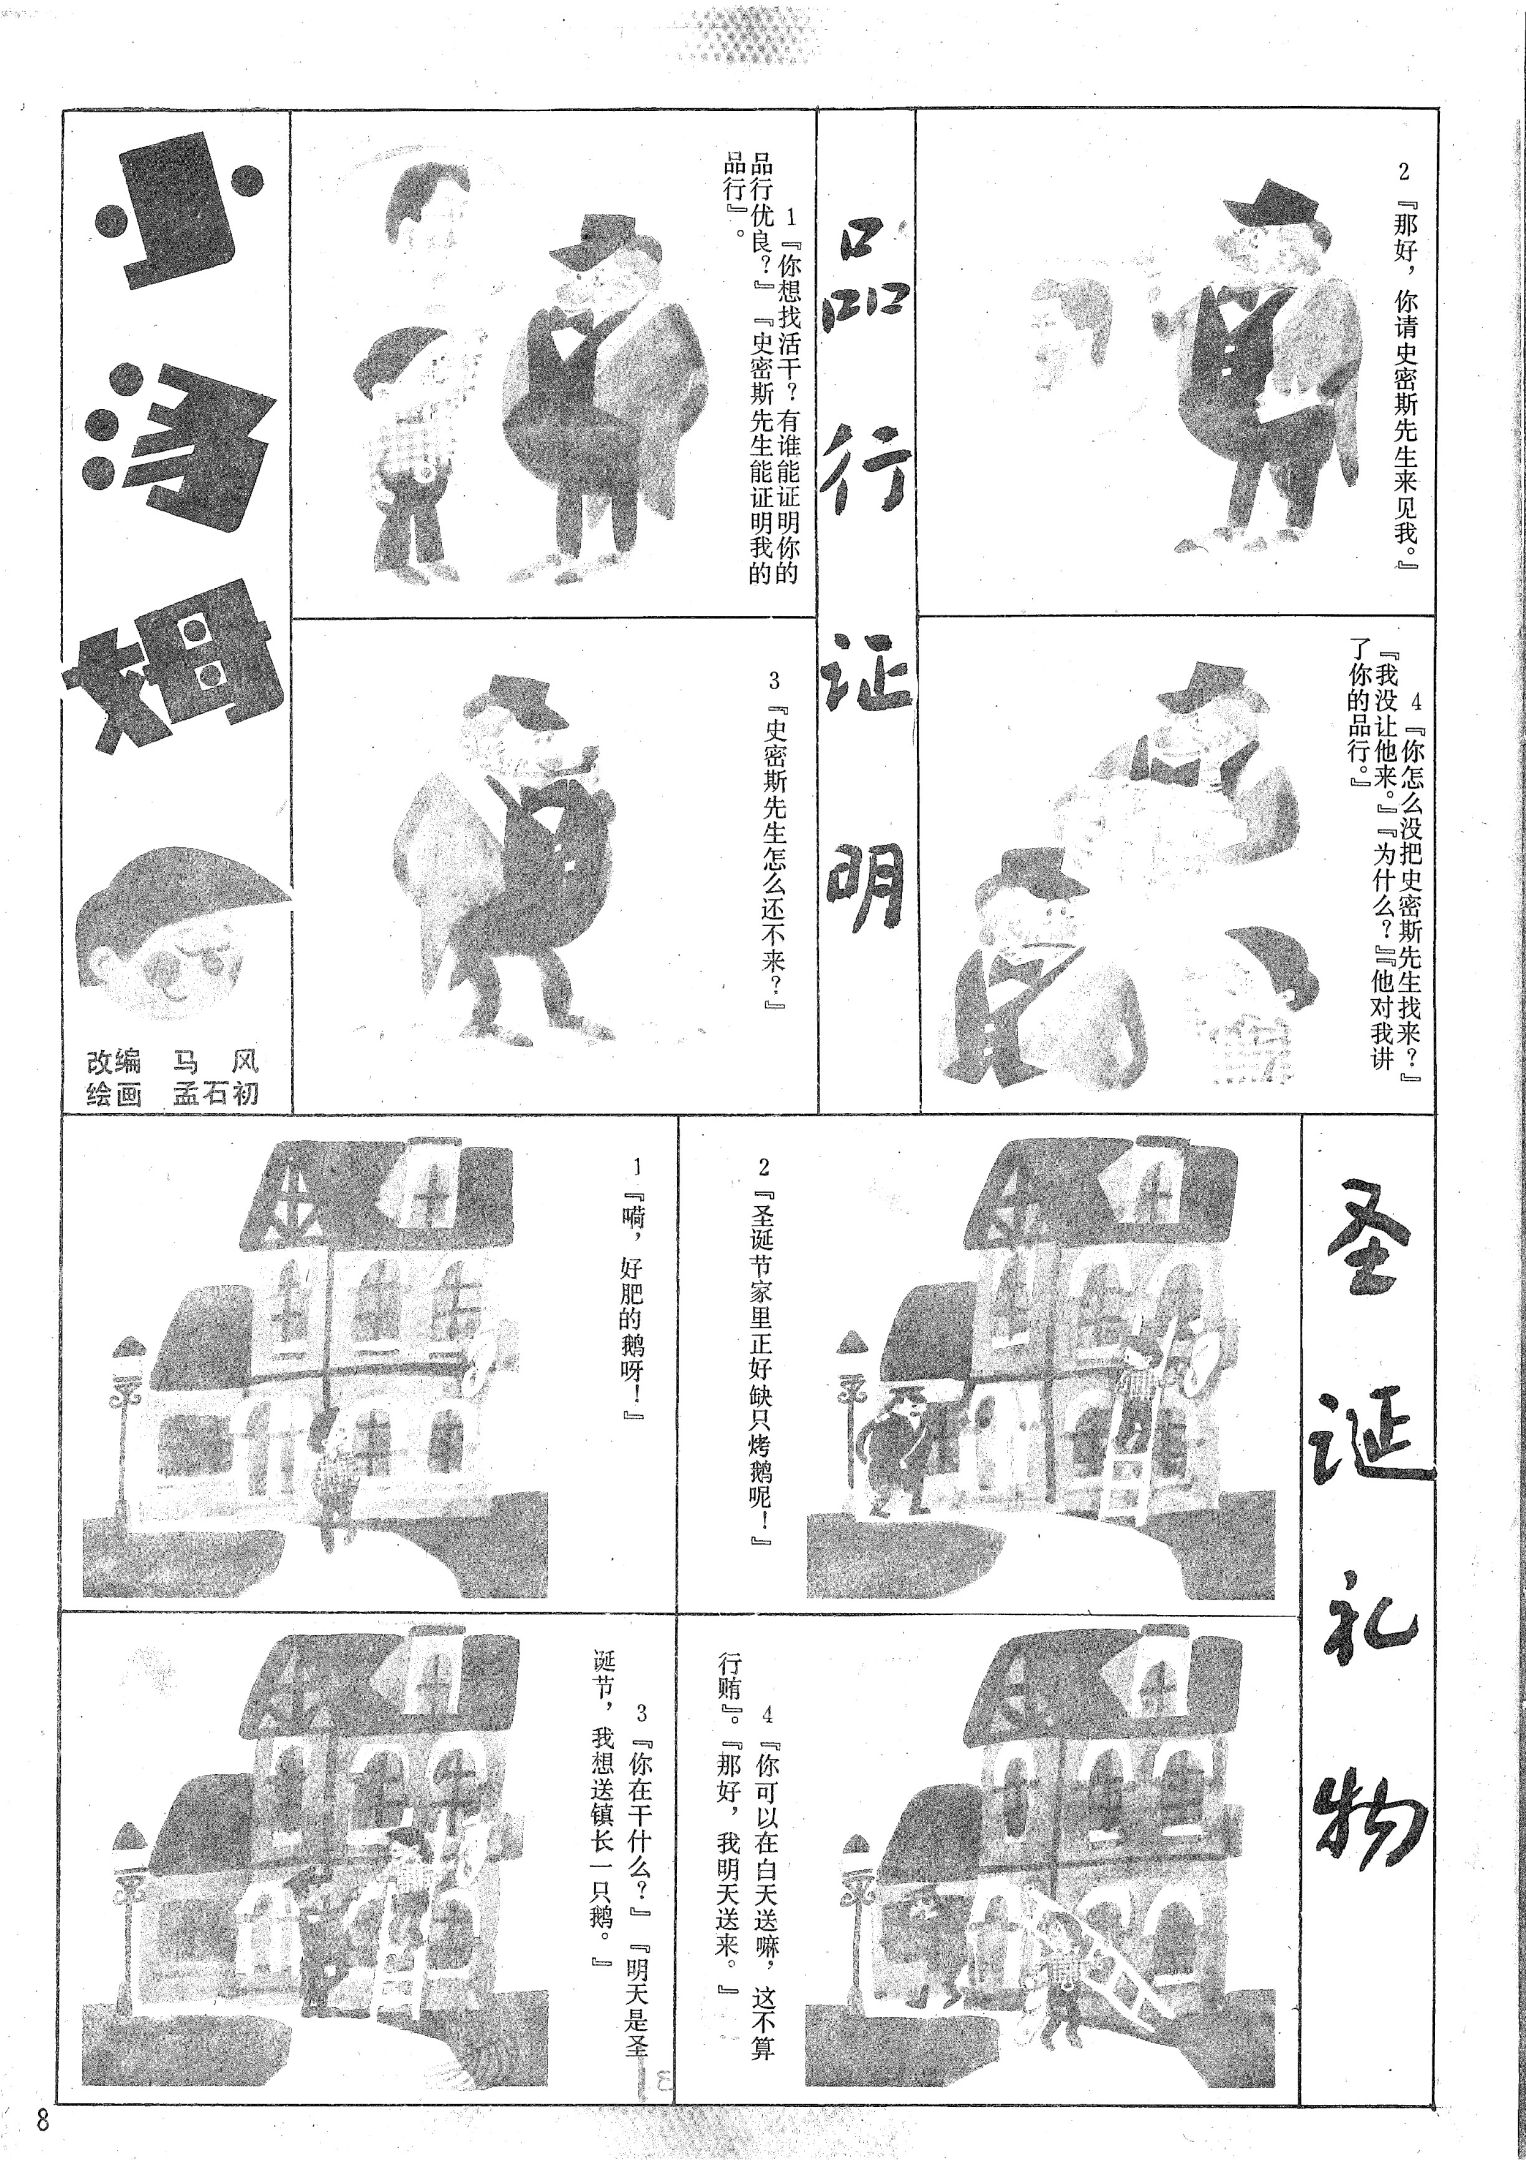 小汤姆
改编 马 风
绘画 孟石初
品行证明
1『你想找活干？有谁能证明你的
品行优良？』『史密斯先生能证明我的
品行』。
2『那好，你请史密斯先生来见我。』
3『史密斯先生怎么还不来？』
4『你怎么没把史密斯先生找来？』
『我没让他来。』『为什么？』『他对我讲
了你的品行。』
圣诞礼物
1『嗬，好肥的鹅呀！』
2『圣诞节家里正好缺只烤鹅呢！』
3『你在干什么？』『明天是圣
诞节，我想送镇长一只鹅。』
4『你可以在白天送嘛，这不算
行贿』。『那好，我明天送来。』
8